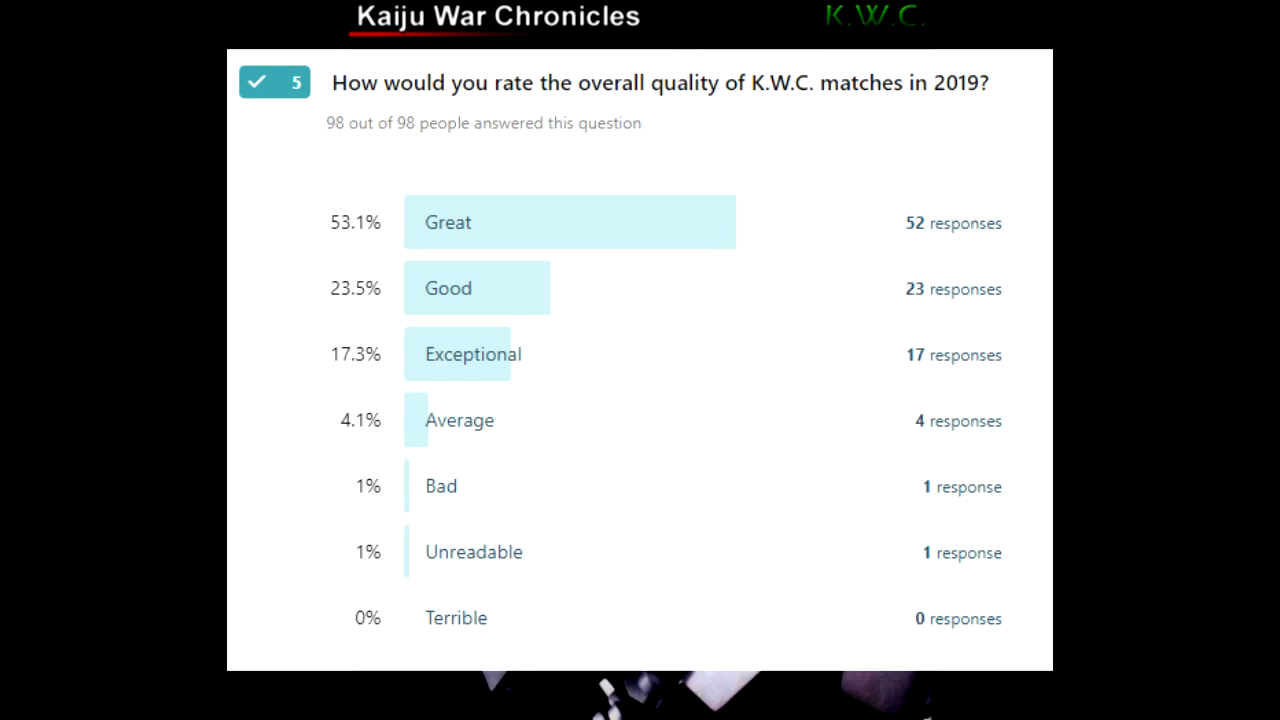 Kaiju War Chronicles K.W.C.
5 How would you rate the overall quality of K.W.C. matches in 2019?
98 out of 98 people answered this question
53.1% Great 52 responses
23.5% Good 23 responses
17.3% Exceptional 17 responses
4.1% Average 4 responses
1% Bad 1 response
1% Unreadable 1 response
0% Terrible 0 responses